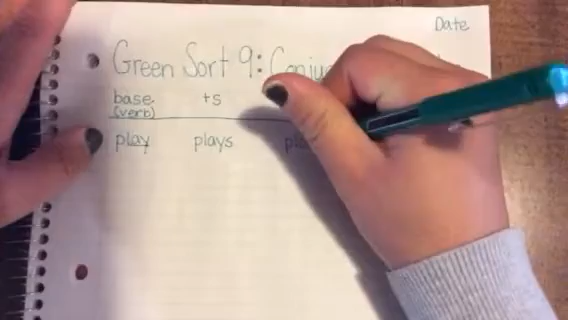 Date
Green Sort 9:
base +s
(verb)
play plays